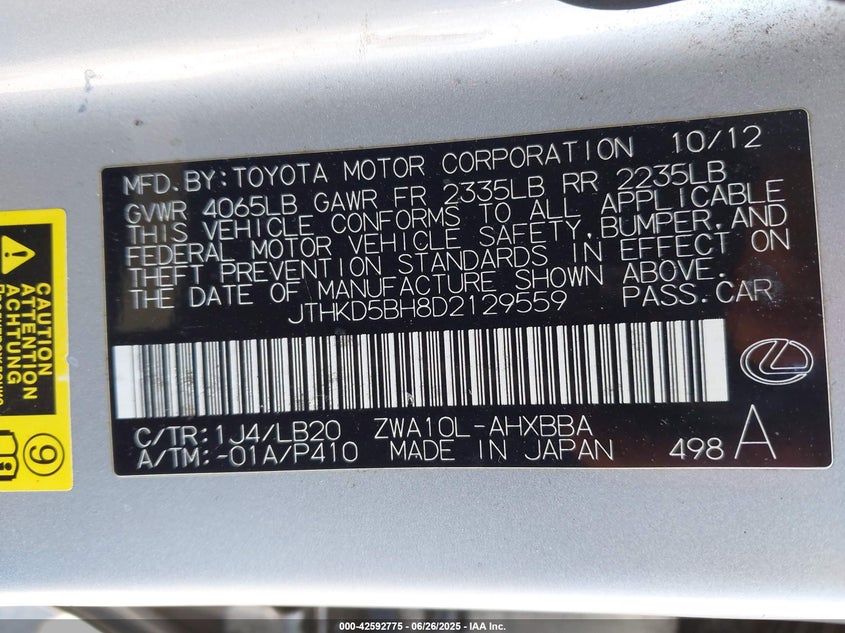 MFD. BY: TOYOTA MOTOR CORPORATION 10/12
GVWR 4065LB GAWR FR 2335LB RR 2235LB
THIS VEHICLE CONFORMS TO ALL APPLICABLE
FEDERAL MOTOR VEHICLE SAFETY, BUMPER, AND
THEFT PREVENTION STANDARDS IN EFFECT ON
THE DATE OF MANUFACTURE SHOWN ABOVE.
JTHKD5BH8D2129559 PASS. CAR
C/TR: 1J4/LB20 ZWA10L-AHXBBA
A/TM: -01A/P410 MADE IN JAPAN 498 A
CAUTION
ATTENTION
ACHTUNG
9
000-42592775 | 06/26/2025 | IAA Inc.